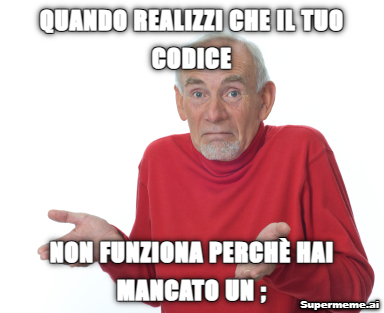 QUANDO REALIZZI CHE IL TUO
CODICE
NON FUNZIONA PERCHÈ HAI
MANCATO UN ;
Supermeme.ai